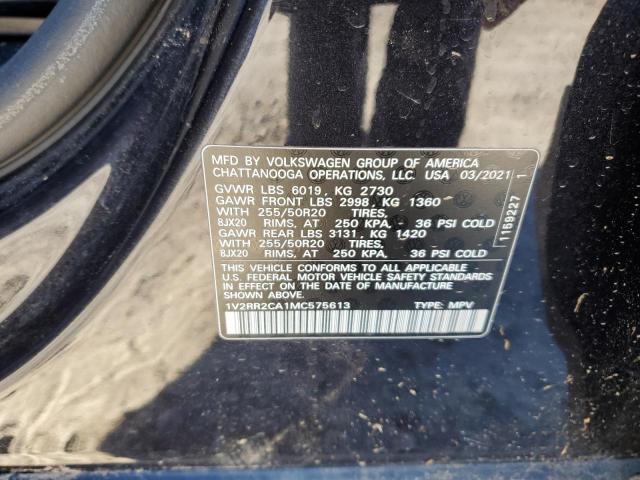 MFD BY VOLKSWAGEN GROUP OF AMERICA
CHATTANOOGA OPERATIONS, LLC. USA 03/2021
GVWR LBS 6019, KG 2730
GAWR FRONT LBS 2998, KG 1360
WITH 255/50R20 TIRES,
8JX20 RIMS, AT 250 KPA, 36 PSI COLD
GAWR REAR LBS 3131, KG 1420
WITH 255/50R20 TIRES,
8JX20 RIMS, AT 250 KPA, 36 PSI COLD
THIS VEHICLE CONFORMS TO ALL APPLICABLE
U.S. FEDERAL MOTOR VEHICLE SAFETY STANDARDS
IN EFFECT ON THE DATE OF MANUFACTURE
SHOWN ABOVE.
1V2RR2CA1MC575613 TYPE: MPV
1159227 1